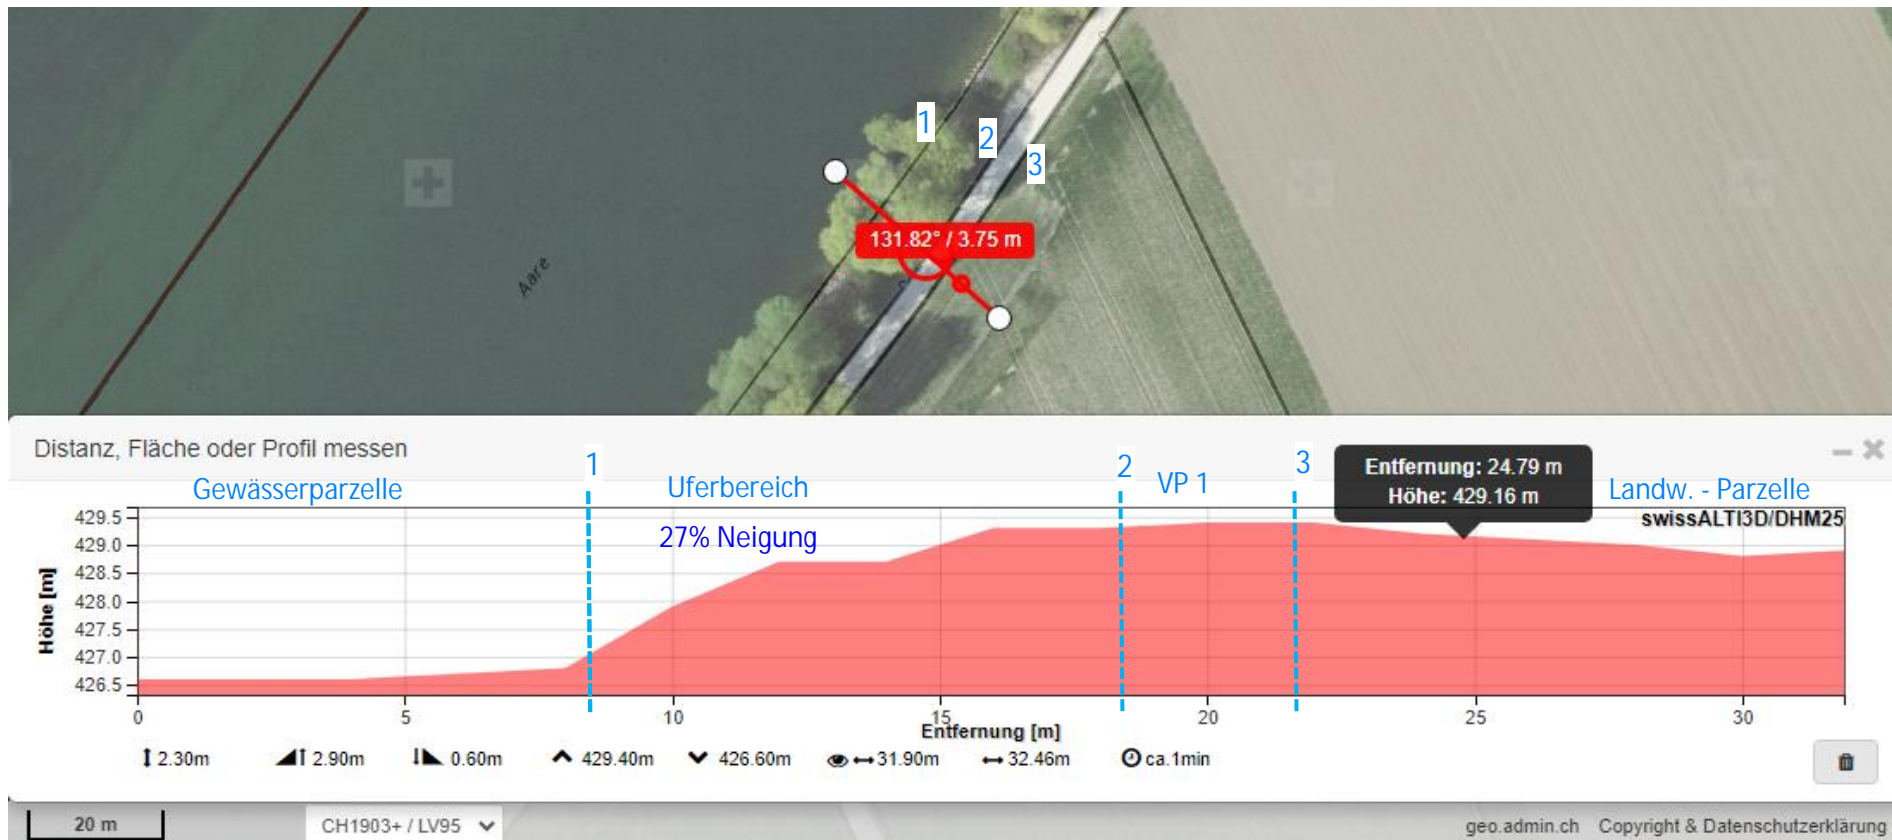 1
2
3
131.82° / 3.75 m
Aare
Distanz, Fläche oder Profil messen
1
2
VP 1
3
Entfernung: 24.79 m
Höhe: 429.16 m
Gewässerparzelle
Uferbereich
Landw. - Parzelle
27% Neigung
swissALTI3D/DHM25
Höhe [m]
429.5
429.0
428.5
428.0
427.5
427.0
426.5
0 5 10 15 20 25 30
Entfernung [m]
2.30m 2.90m 0.60m 429.40m 426.60m 31.90m 32.46m ca.1min
20 m
CH1903+ / LV95
geo.admin.ch Copyright & Datenschutzerklärung